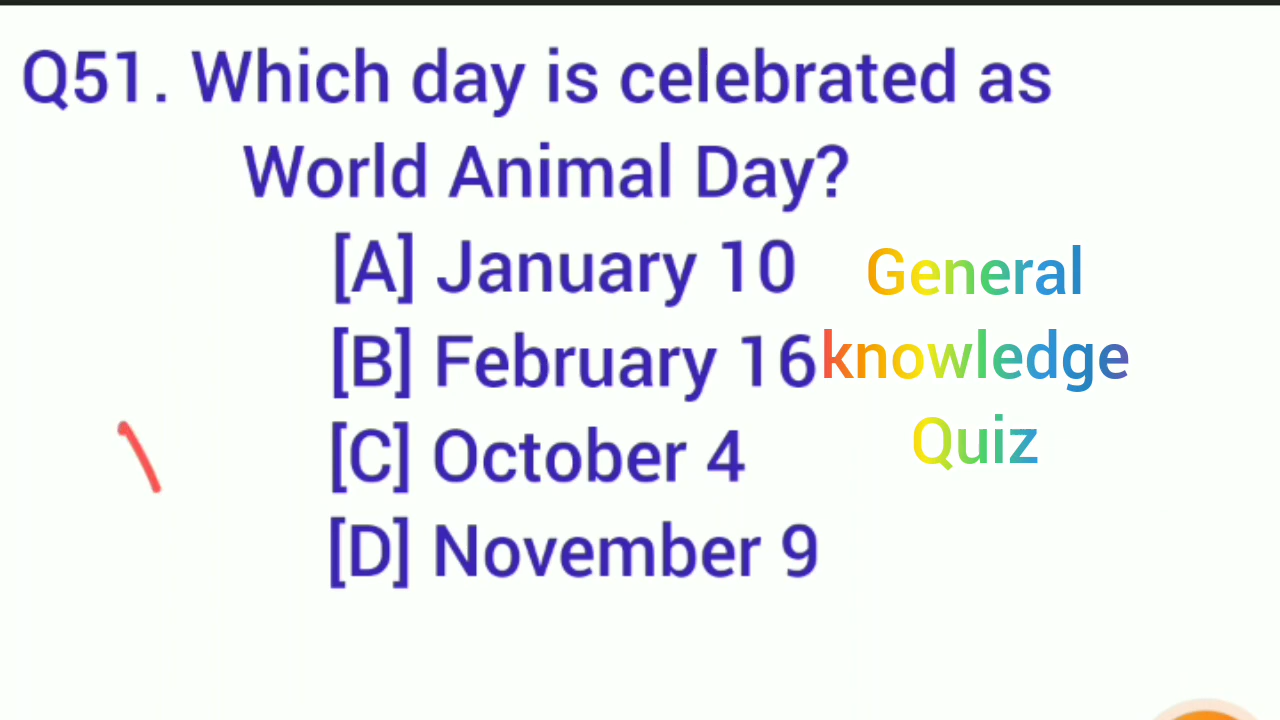 Q51. Which day is celebrated as
World Animal Day?
[A] January 10
[B] February 16
[C] October 4
[D] November 9
General
knowledge
Quiz